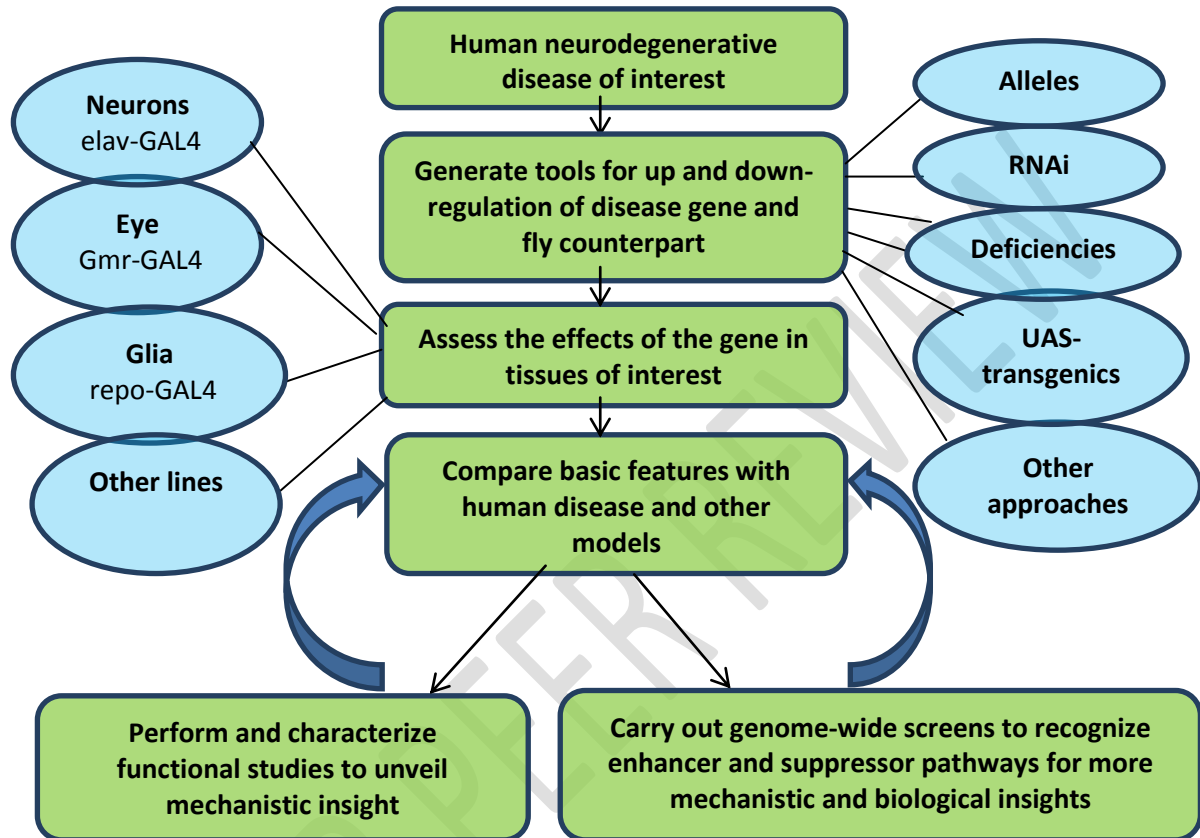 Human neurodegenerative
disease of interest
Neurons
elav-GAL4
Eye
Gmr-GAL4
Glia
repo-GAL4
Other lines
Generate tools for up and down-
regulation of disease gene and
fly counterpart
Alleles
RNAi
Deficiencies
UAS-
transgenics
Other
approaches
Assess the effects of the gene in
tissues of interest
Compare basic features with
human disease and other
models
Perform and characterize
functional studies to unveil
mechanistic insight
Carry out genome-wide screens to recognize
enhancer and suppressor pathways for more
mechanistic and biological insights
PEER REVIEW